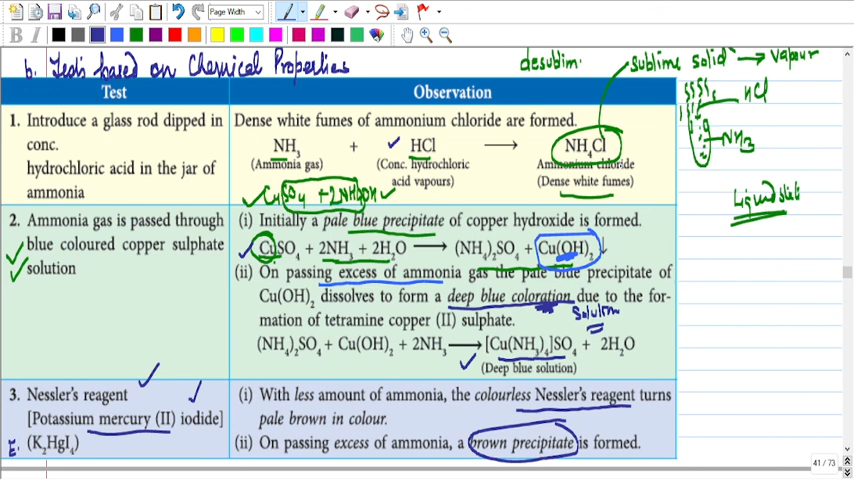 Page Width
B I
b. Tests based on Chemical Properties
desublim.
sublime solid → vapour
Test
Observation
HCl
NH3
Liquid state
1. Introduce a glass rod dipped in
conc.
hydrochloric acid in the jar of
ammonia
Dense white fumes of ammonium chloride are formed.
NH₃ + HCl ⟶ NH₄Cl
(Ammonia gas) (Conc. hydrochloric acid vapours) Ammonium chloride
(Dense white fumes)
CuSO4 + 2NH4OH
2. Ammonia gas is passed through
blue coloured copper sulphate
solution
(i) Initially a pale blue precipitate of copper hydroxide is formed.
CuSO₄ + 2NH₃ + 2H₂O ⟶ (NH₄)₂SO₄ + Cu(OH)₂↓
(ii) On passing excess of ammonia gas the pale blue precipitate of
Cu(OH)₂ dissolves to form a deep blue coloration due to the for-
mation of tetramine copper (II) sulphate.
Solution
(NH₄)₂SO₄ + Cu(OH)₂ + 2NH₃ ⟶ [Cu(NH₃)₄]SO₄ + 2H₂O
(Deep blue solution)
3. Nessler's reagent
[Potassium mercury (II) iodide]
(K₂HgI₄)
(i) With less amount of ammonia, the colourless Nessler's reagent turns
pale brown in colour.
(ii) On passing excess of ammonia, a brown precipitate is formed.
41 / 73